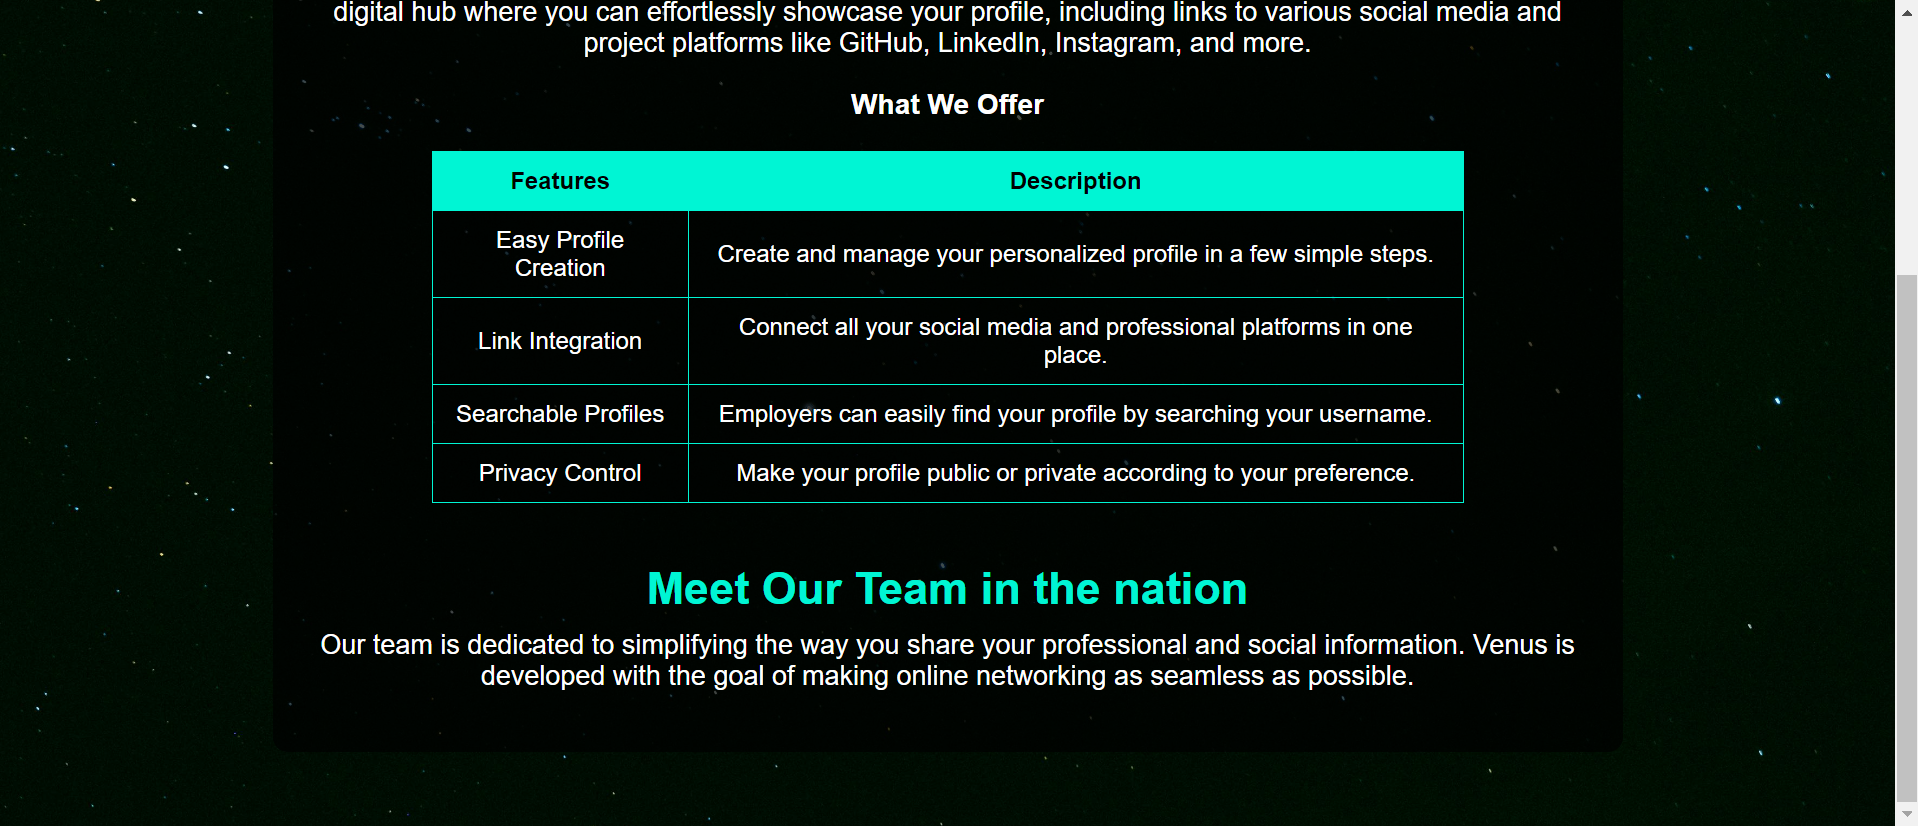 digital hub where you can effortlessly showcase your profile, including links to various social media and
project platforms like GitHub, LinkedIn, Instagram, and more.
What We Offer
Features Description
Easy Profile
Creation
Create and manage your personalized profile in a few simple steps.
Link Integration
Connect all your social media and professional platforms in one
place.
Searchable Profiles Employers can easily find your profile by searching your username.
Privacy Control Make your profile public or private according to your preference.
Meet Our Team in the nation
Our team is dedicated to simplifying the way you share your professional and social information. Venus is
developed with the goal of making online networking as seamless as possible.